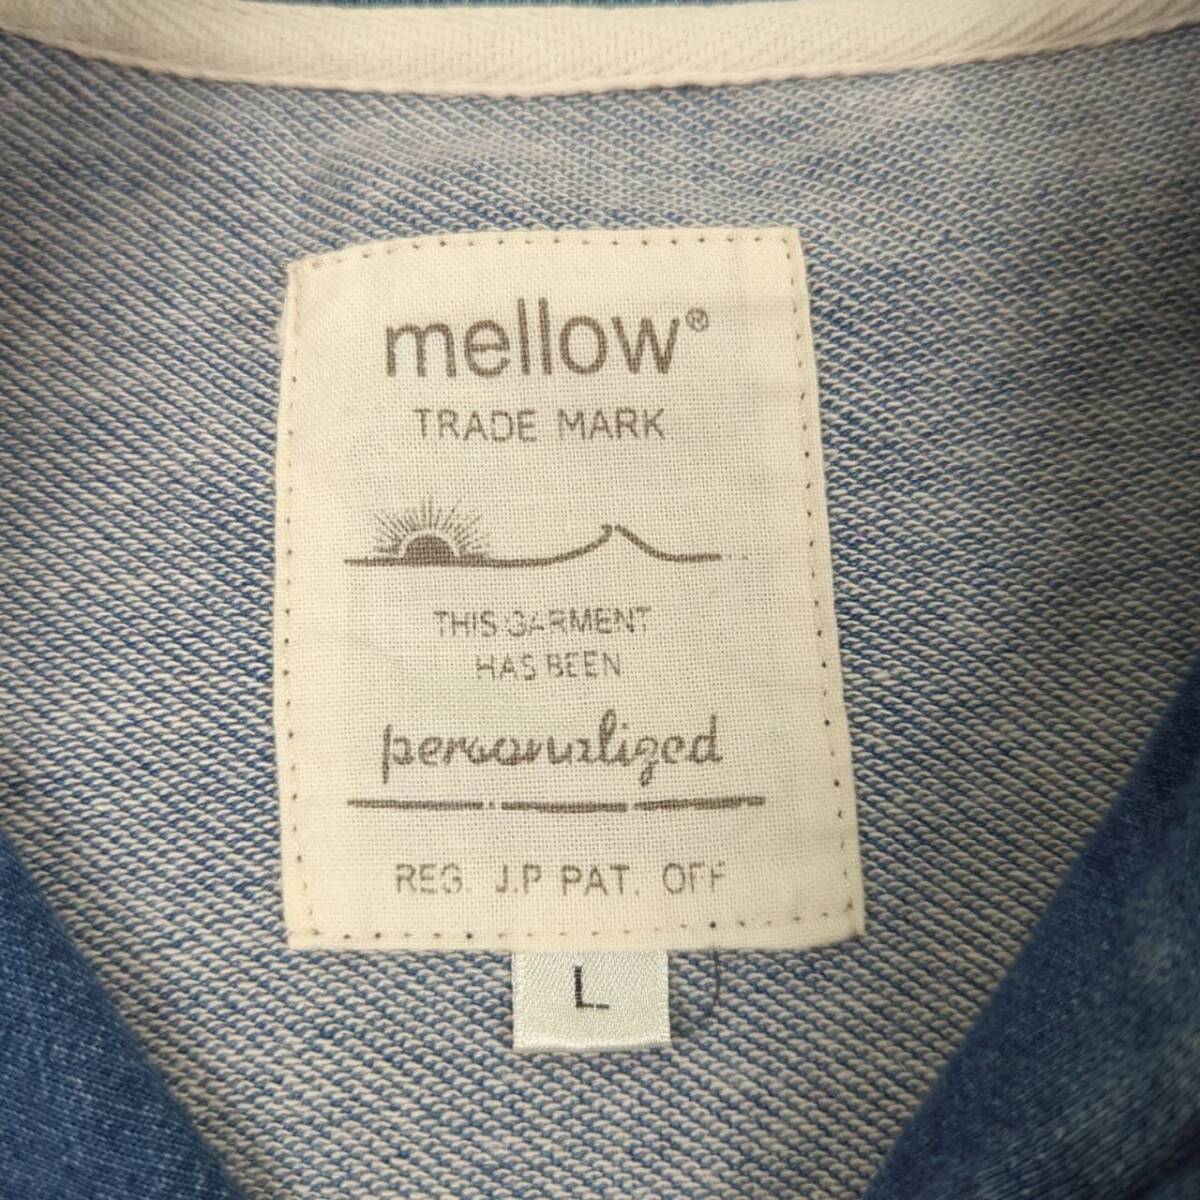 mellow®
TRADE MARK
THIS GARMENT
HAS BEEN
personalized
REG. J.P PAT. OFF
L